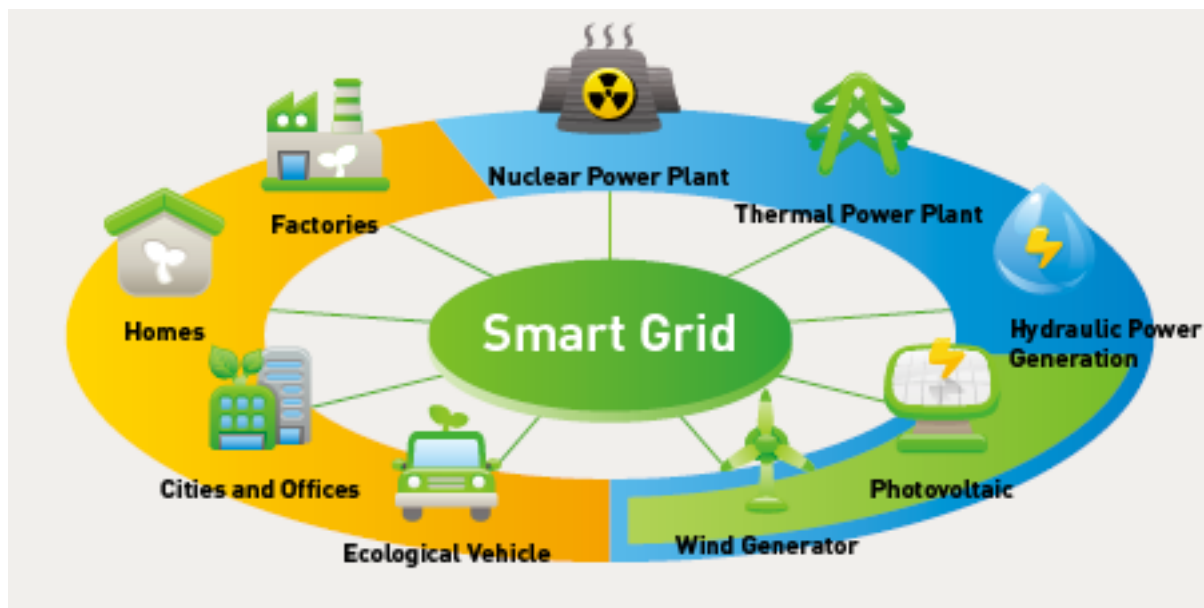 Nuclear Power Plant
Thermal Power Plant
Factories
Homes
Smart Grid
Hydraulic Power
Generation
Cities and Offices
Photovoltaic
Ecological Vehicle
Wind Generator